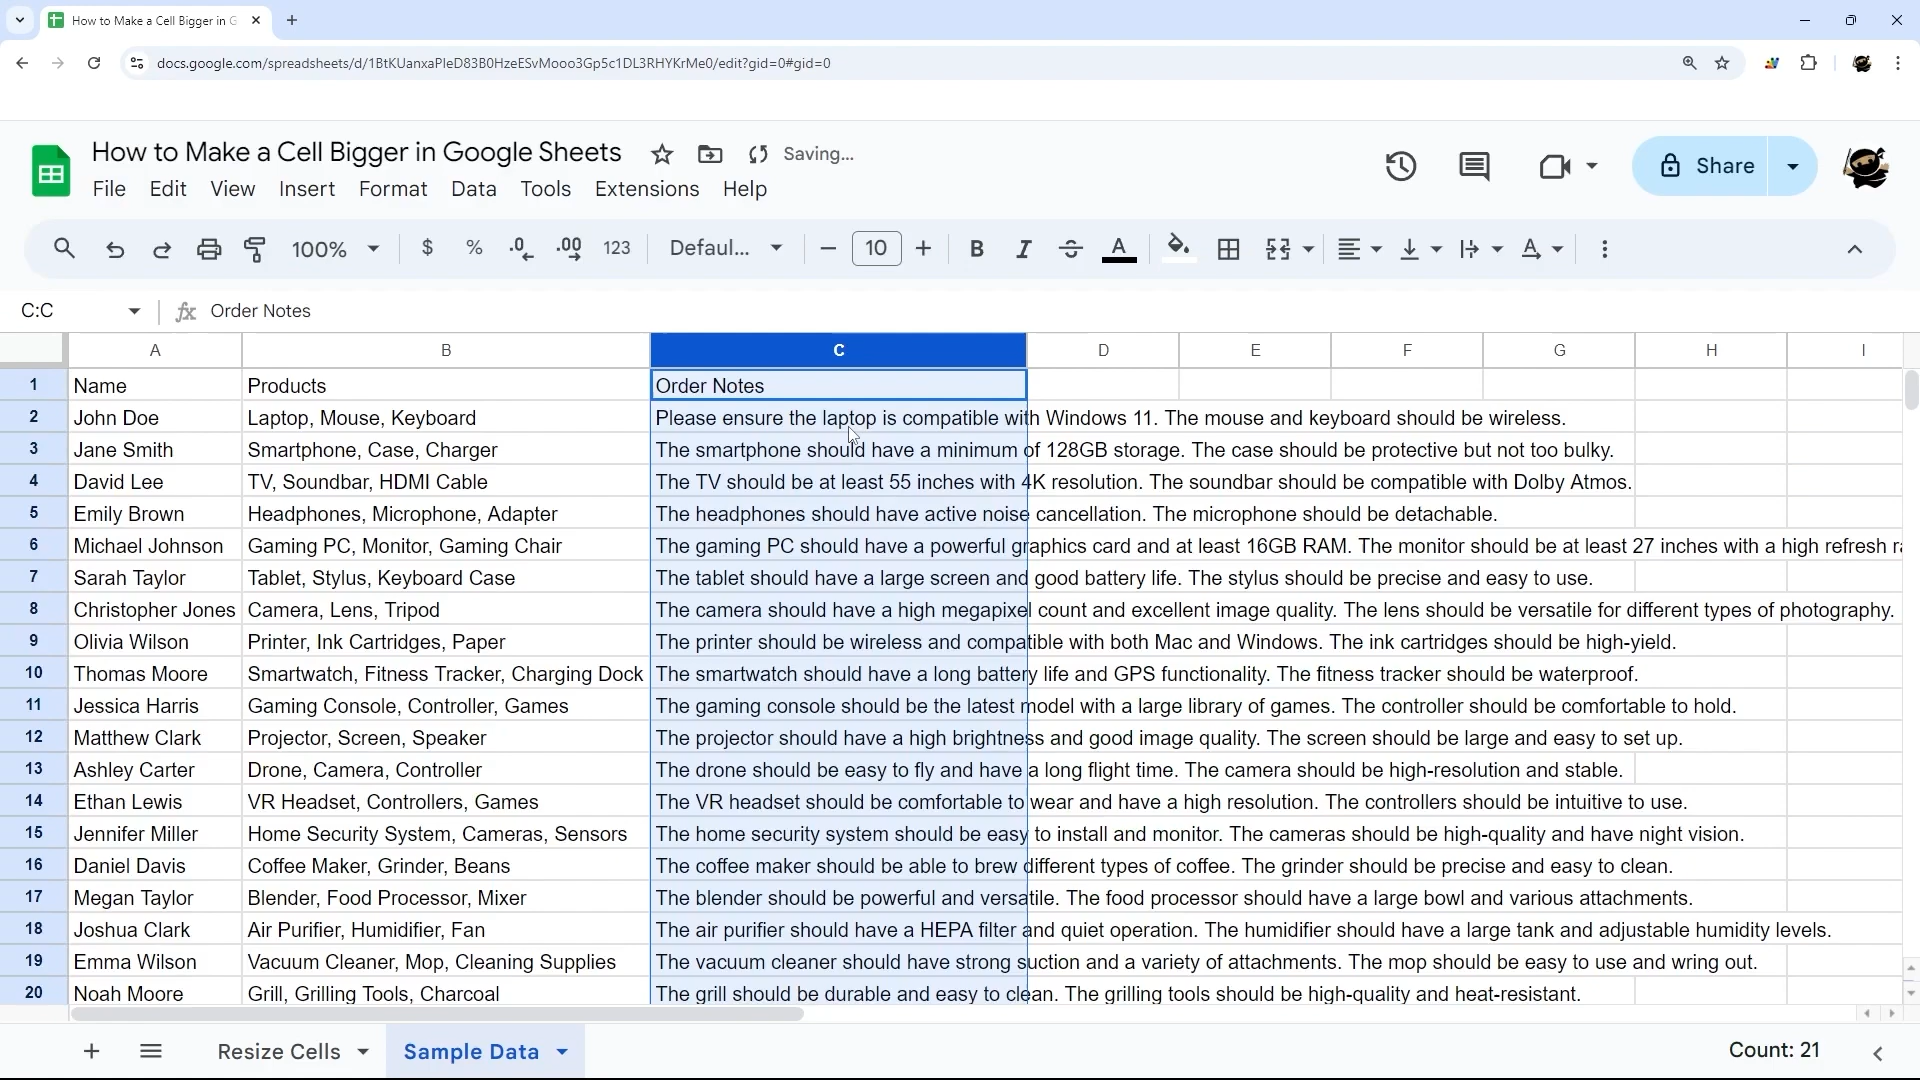 How to Make a Cell Bigger in G
docs.google.com/spreadsheets/d/1BtKUanxaPleD83B0HzeESvMooo3Gp5c1DL3RHYKrMe0/edit?gid=0#gid=0
How to Make a Cell Bigger in Google Sheets Saving...
File Edit View Insert Format Data Tools Extensions Help
Share
100% $ % .0 .00 123 Defaul... 10 B I A
C:C fx Order Notes
A B C D E F G H I
1 Name Products Order Notes
2 John Doe Laptop, Mouse, Keyboard Please ensure the laptop is compatible with Windows 11. The mouse and keyboard should be wireless.
3 Jane Smith Smartphone, Case, Charger The smartphone should have a minimum of 128GB storage. The case should be protective but not too bulky.
4 David Lee TV, Soundbar, HDMI Cable The TV should be at least 55 inches with 4K resolution. The soundbar should be compatible with Dolby Atmos.
5 Emily Brown Headphones, Microphone, Adapter The headphones should have active noise cancellation. The microphone should be detachable.
6 Michael Johnson Gaming PC, Monitor, Gaming Chair The gaming PC should have a powerful graphics card and at least 16GB RAM. The monitor should be at least 27 inches with a high refresh
7 Sarah Taylor Tablet, Stylus, Keyboard Case The tablet should have a large screen and good battery life. The stylus should be precise and easy to use.
8 Christopher Jones Camera, Lens, Tripod The camera should have a high megapixel count and excellent image quality. The lens should be versatile for different types of photography.
9 Olivia Wilson Printer, Ink Cartridges, Paper The printer should be wireless and compatible with both Mac and Windows. The ink cartridges should be high-yield.
10 Thomas Moore Smartwatch, Fitness Tracker, Charging Dock The smartwatch should have a long battery life and GPS functionality. The fitness tracker should be waterproof.
11 Jessica Harris Gaming Console, Controller, Games The gaming console should be the latest model with a large library of games. The controller should be comfortable to hold.
12 Matthew Clark Projector, Screen, Speaker The projector should have a high brightness and good image quality. The screen should be large and easy to set up.
13 Ashley Carter Drone, Camera, Controller The drone should be easy to fly and have a long flight time. The camera should be high-resolution and stable.
14 Ethan Lewis VR Headset, Controllers, Games The VR headset should be comfortable to wear and have a high resolution. The controllers should be intuitive to use.
15 Jennifer Miller Home Security System, Cameras, Sensors The home security system should be easy to install and monitor. The cameras should be high-quality and have night vision.
16 Daniel Davis Coffee Maker, Grinder, Beans The coffee maker should be able to brew different types of coffee. The grinder should be precise and easy to clean.
17 Megan Taylor Blender, Food Processor, Mixer The blender should be powerful and versatile. The food processor should have a large bowl and various attachments.
18 Joshua Clark Air Purifier, Humidifier, Fan The air purifier should have a HEPA filter and quiet operation. The humidifier should have a large tank and adjustable humidity levels.
19 Emma Wilson Vacuum Cleaner, Mop, Cleaning Supplies The vacuum cleaner should have strong suction and a variety of attachments. The mop should be easy to use and wring out.
20 Noah Moore Grill, Grilling Tools, Charcoal The grill should be durable and easy to clean. The grilling tools should be high-quality and heat-resistant.
Resize Cells Sample Data Count: 21